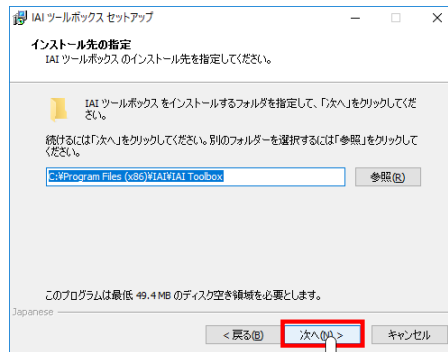 IAI ツールボックス セットアップ
インストール先の指定
IAI ツールボックス のインストール先を指定してください。
IAI ツールボックス をインストールするフォルダを指定して、「次へ」をクリックしてくだ
さい。
続けるには「次へ」をクリックしてください。別のフォルダーを選択するには「参照」をクリックして
ください。
C:¥Program Files (x86)¥IAI¥IAI Toolbox
参照(R)
このプログラムは最低 49.4 MB のディスク空き領域を必要とします。
Japanese
< 戻る(B)
次へ(N) >
キャンセル